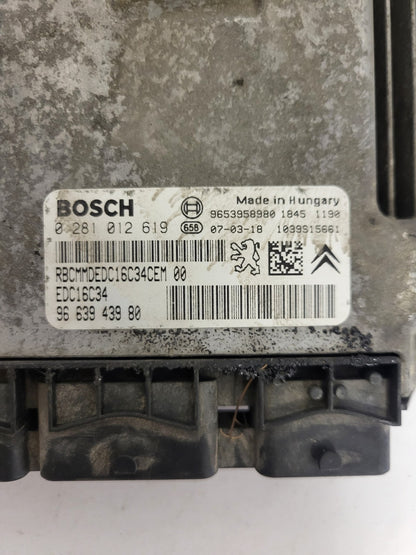 Made in Hungary
BOSCH 9653958980 1845 1190
0 281 012 619 658 07-03-18 1039S15661
RBCMMDEDC16C34CEM 00
EDC16C34
96 639 439 80